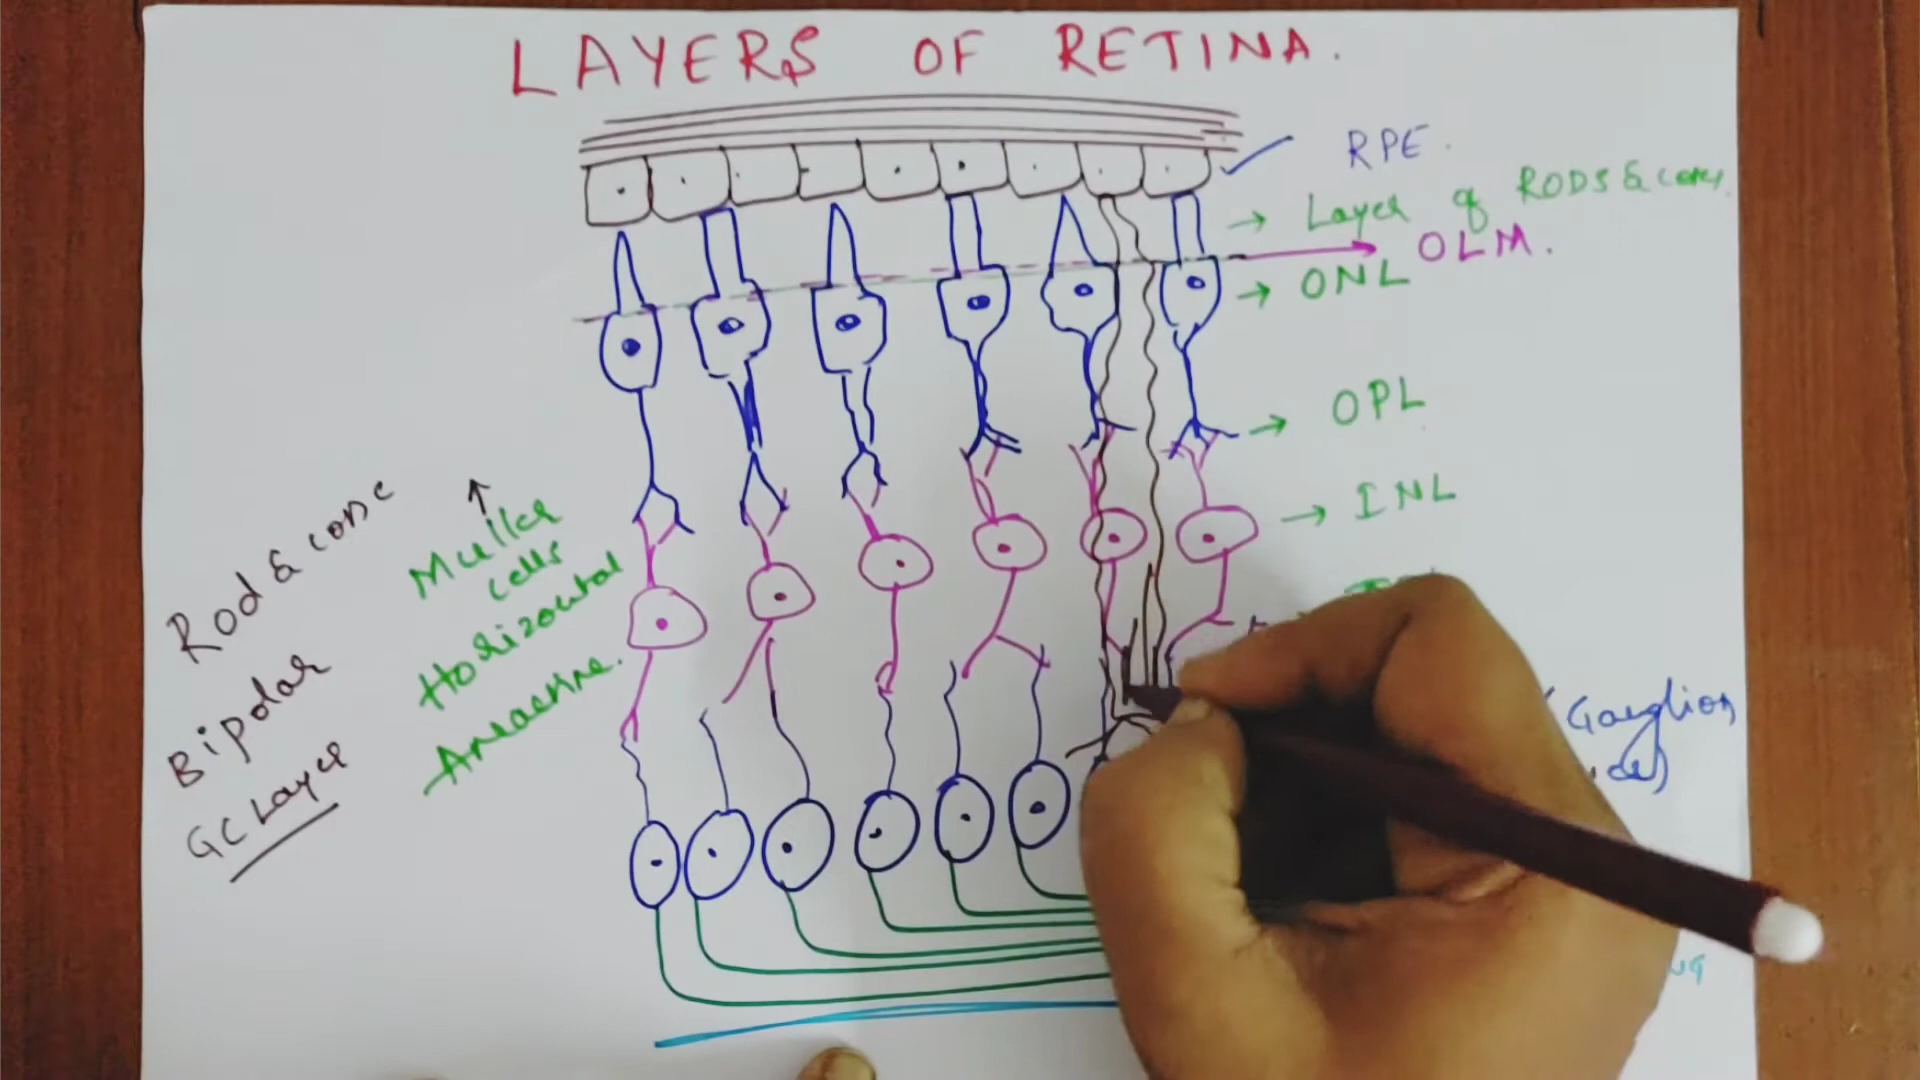 LAYERS OF RETINA.
RPE.
→ Layer of RODS & cones
OLM.
→ ONL
→ OPL
→ INL
(Ganglion
Rod & cone
Bipolar
GC Layer
↑
Muller
cells
Horizontal
Amacrine.